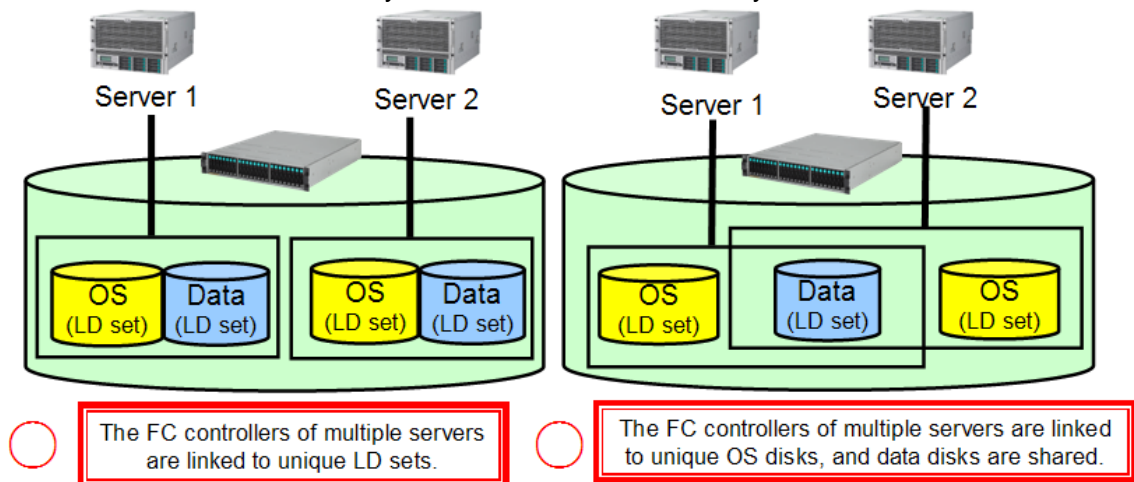 Server 1
Server 2
OS
(LD set)
Data
(LD set)
OS
(LD set)
Data
(LD set)
The FC controllers of multiple servers
are linked to unique LD sets.
Server 1
Server 2
OS
(LD set)
Data
(LD set)
OS
(LD set)
The FC controllers of multiple servers are linked
to unique OS disks, and data disks are shared.